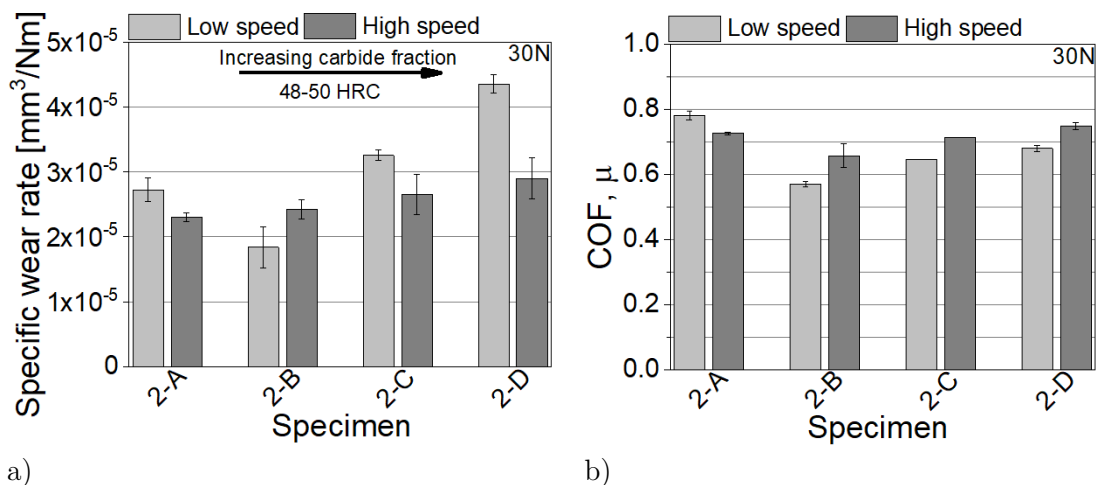 Low speed High speed
5x10⁻⁵
4x10⁻⁵
3x10⁻⁵
2x10⁻⁵
1x10⁻⁵
0
Specific wear rate [mm³/Nm]
Increasing carbide fraction
48-50 HRC
30N
2-A 2-B 2-C 2-D
Specimen
a)
Low speed High speed
1.0
0.8
0.6
0.4
0.2
0.0
COF, μ
30N
2-A 2-B 2-C 2-D
Specimen
b)